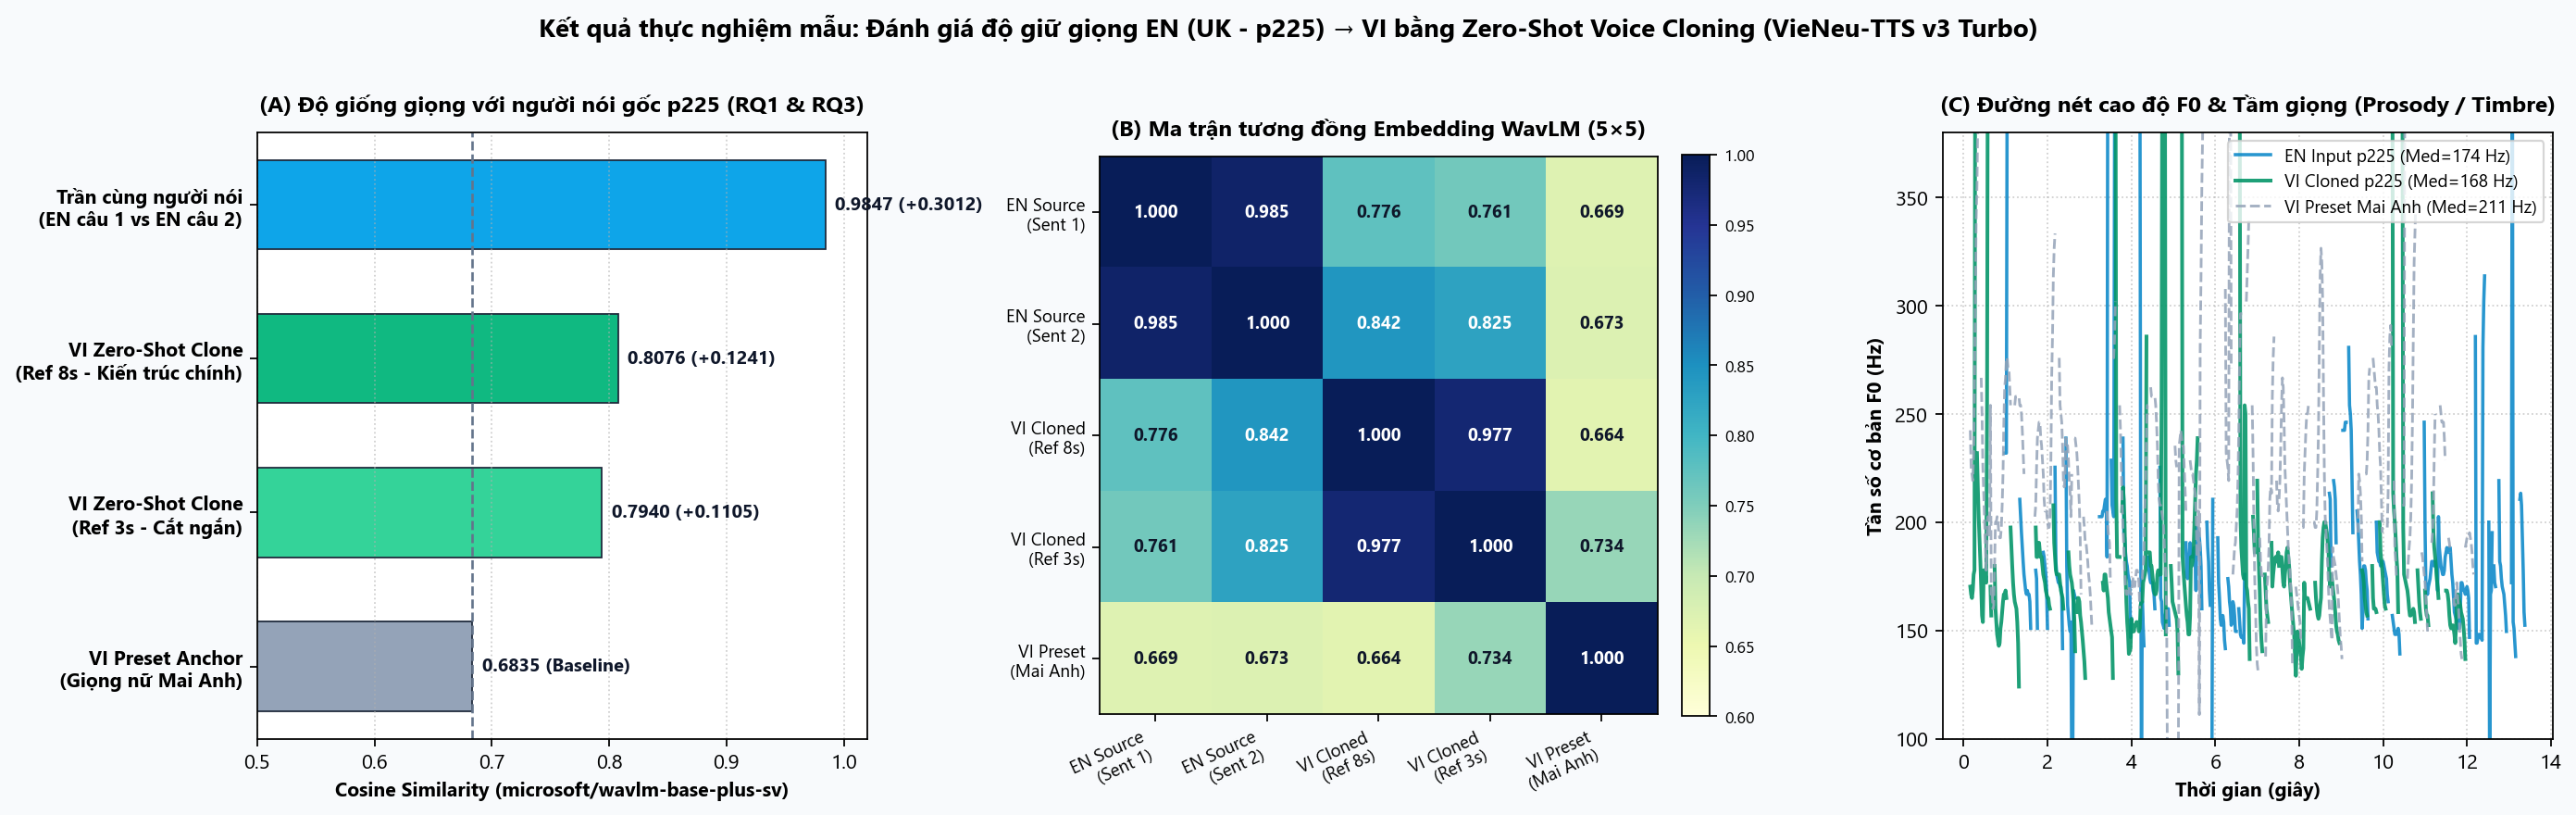 Kết quả thực nghiệm mẫu: Đánh giá độ giữ giọng EN (UK - p225) → VI bằng Zero-Shot Voice Cloning (VieNeu-TTS v3 Turbo)
(A) Độ giống giọng với người nói gốc p225 (RQ1 & RQ3)
Trần cùng người nói
(EN câu 1 vs EN câu 2)
0.9847 (+0.3012)
VI Zero-Shot Clone
(Ref 8s - Kiến trúc chính)
0.8076 (+0.1241)
VI Zero-Shot Clone
(Ref 3s - Cắt ngắn)
0.7940 (+0.1105)
VI Preset Anchor
(Giọng nữ Mai Anh)
0.6835 (Baseline)
0.5 0.6 0.7 0.8 0.9 1.0
Cosine Similarity (microsoft/wavlm-base-plus-sv)
(B) Ma trận tương đồng Embedding WavLM (5×5)
EN Source
(Sent 1)
1.000 0.985 0.776 0.761 0.669
EN Source
(Sent 2)
0.985 1.000 0.842 0.825 0.673
VI Cloned
(Ref 8s)
0.776 0.842 1.000 0.977 0.664
VI Cloned
(Ref 3s)
0.761 0.825 0.977 1.000 0.734
VI Preset
(Mai Anh)
0.669 0.673 0.664 0.734 1.000
EN Source
(Sent 1)
EN Source
(Sent 2)
VI Cloned
(Ref 8s)
VI Cloned
(Ref 3s)
VI Preset
(Mai Anh)
1.00
0.95
0.90
0.85
0.80
0.75
0.70
0.65
0.60
(C) Đường nét cao độ F0 & Tầm giọng (Prosody / Timbre)
EN Input p225 (Med=174 Hz)
VI Cloned p225 (Med=168 Hz)
VI Preset Mai Anh (Med=211 Hz)
Tần số cơ bản F0 (Hz)
350
300
250
200
150
100
0 2 4 6 8 10 12 14
Thời gian (giây)